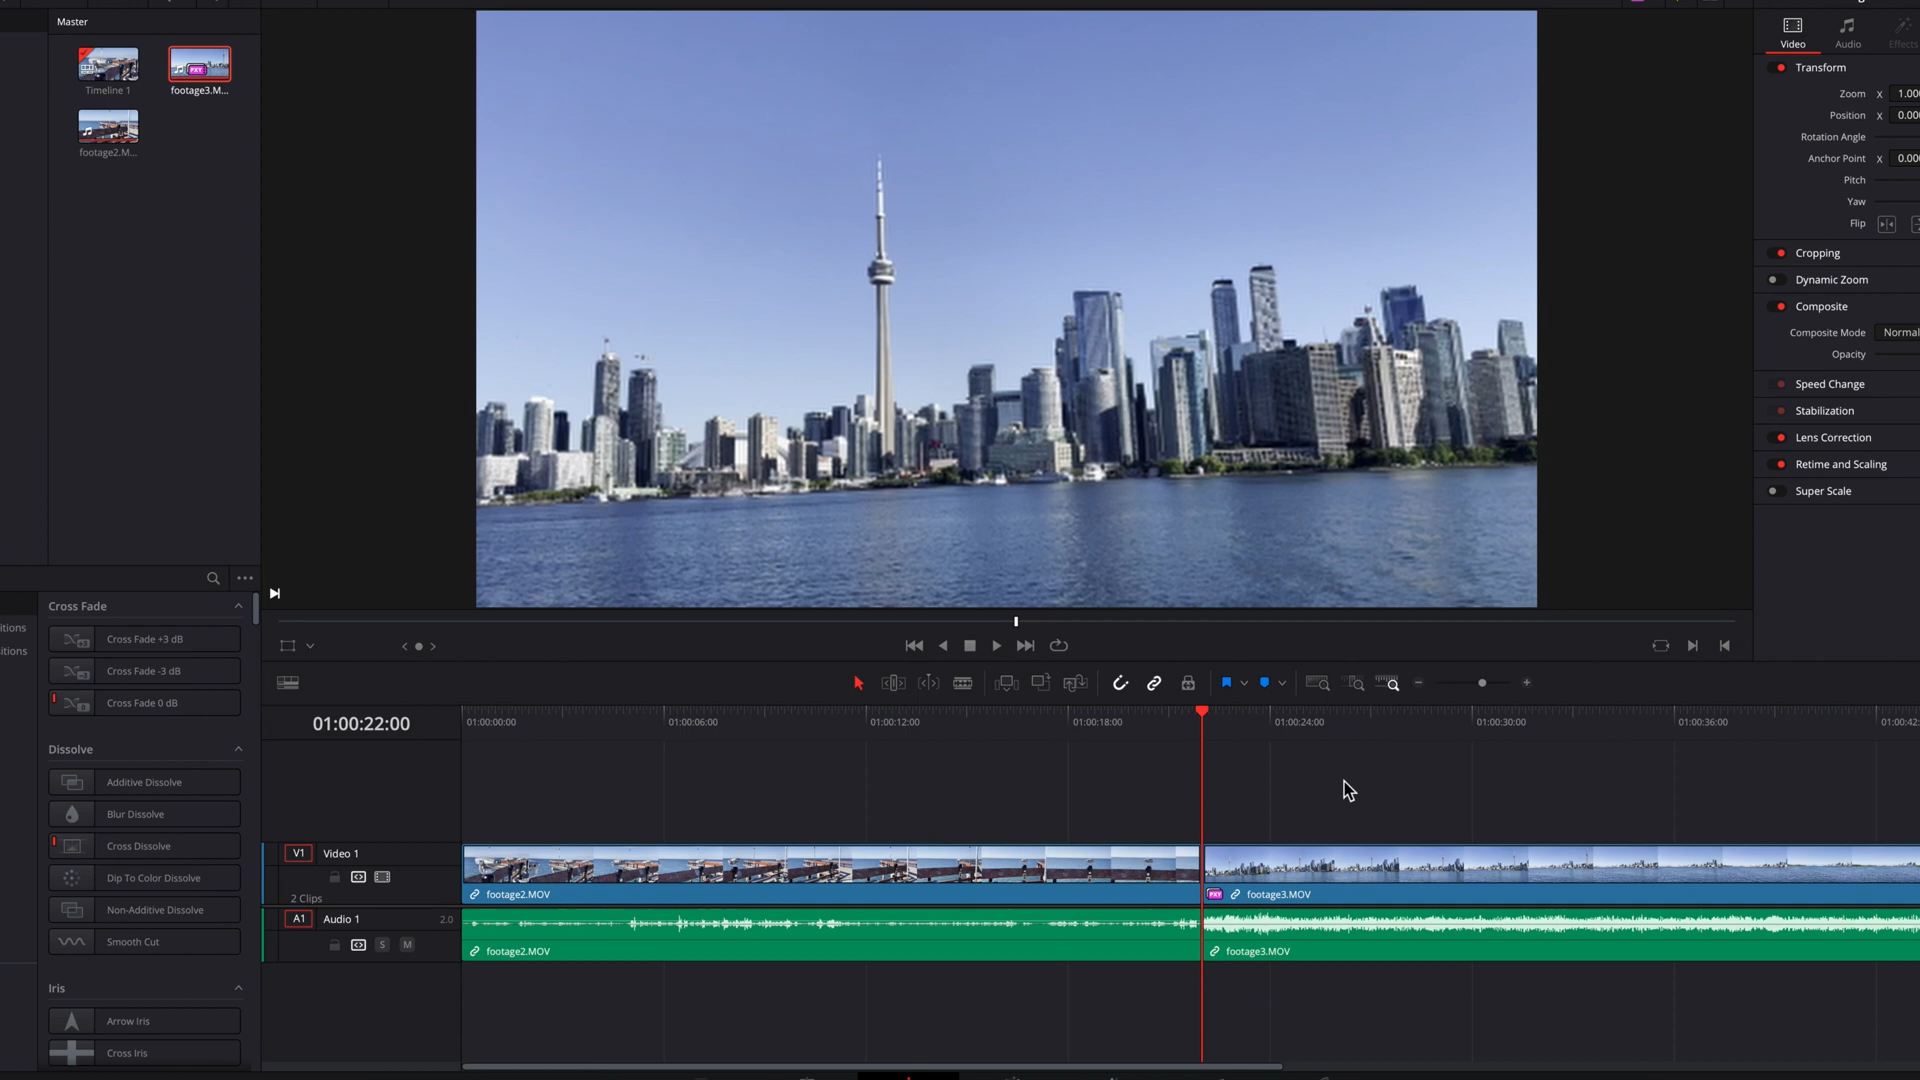 Master
Timeline 1
footage3.M...
footage2.M...
PXY
Video
Audio
Effects
Transform
Zoom X 1.00
Position X 0.00
Rotation Angle
Anchor Point X 0.00
Pitch
Yaw
Flip
Cropping
Dynamic Zoom
Composite
Composite Mode Normal
Opacity
Speed Change
Stabilization
Lens Correction
Retime and Scaling
Super Scale
itions
sitions
Cross Fade
Cross Fade +3 dB
Cross Fade -3 dB
Cross Fade 0 dB
Dissolve
Additive Dissolve
Blur Dissolve
Cross Dissolve
Dip To Color Dissolve
Non-Additive Dissolve
Smooth Cut
Iris
Arrow Iris
Cross Iris
01:00:22:00
01:00:00:00
01:00:06:00
01:00:12:00
01:00:18:00
01:00:24:00
01:00:30:00
01:00:36:00
01:00:42:
V1 Video 1
2 Clips
footage2.MOV
PXY footage3.MOV
A1 Audio 1 2.0
S M
footage2.MOV
footage3.MOV